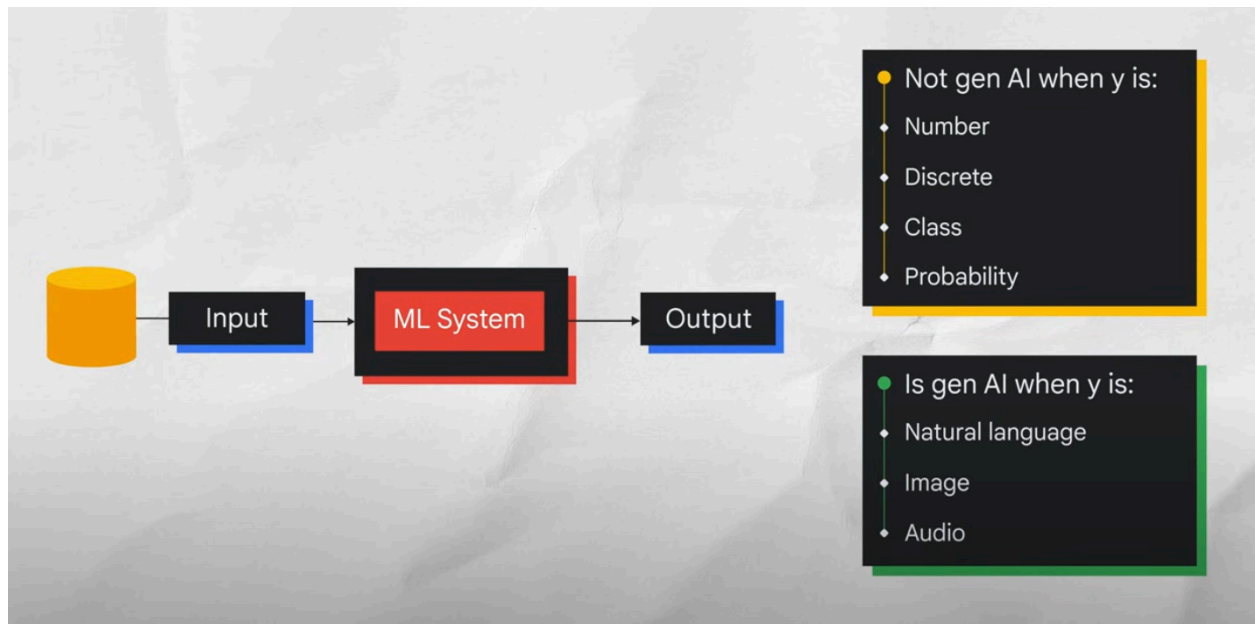 Input
ML System
Output
Not gen AI when y is:
Number
Discrete
Class
Probability
Is gen AI when y is:
Natural language
Image
Audio